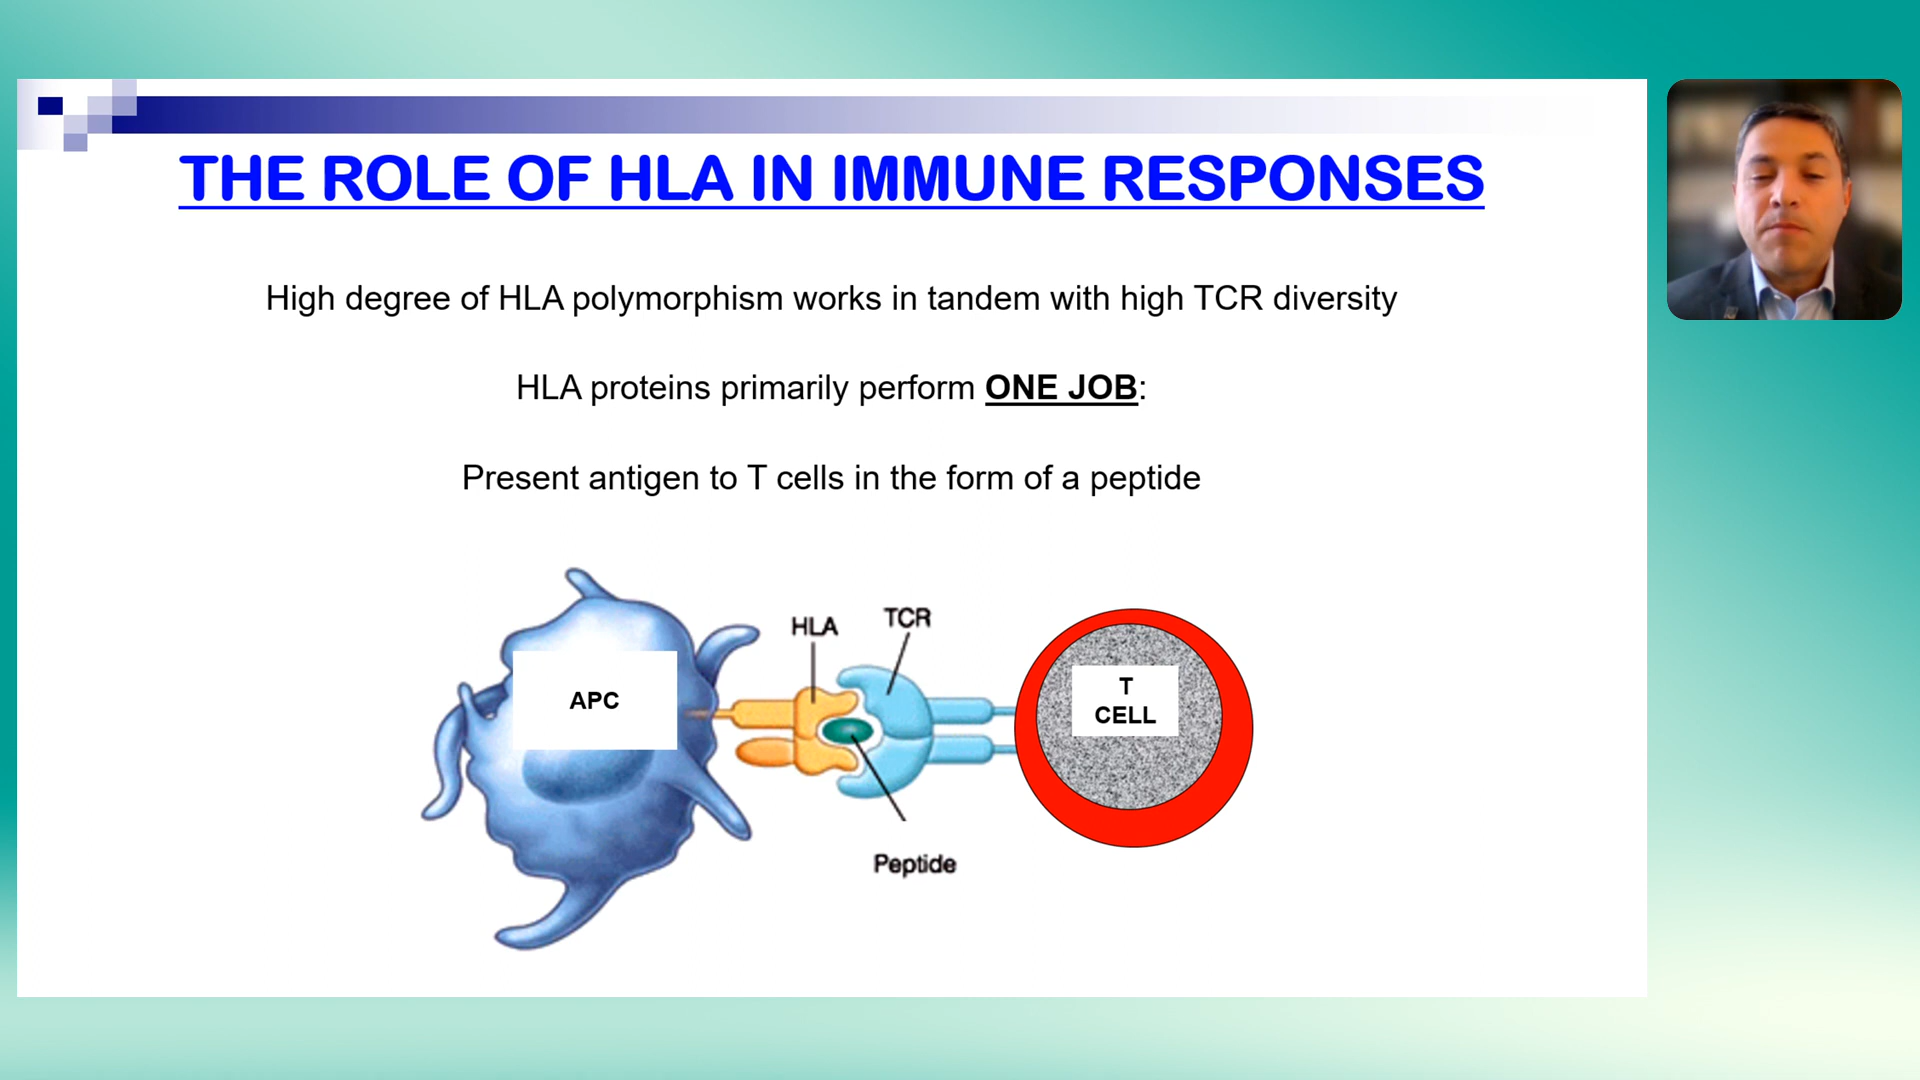 THE ROLE OF HLA IN IMMUNE RESPONSES
High degree of HLA polymorphism works in tandem with high TCR diversity
HLA proteins primarily perform ONE JOB:
Present antigen to T cells in the form of a peptide
HLA
TCR
APC
T
CELL
Peptide